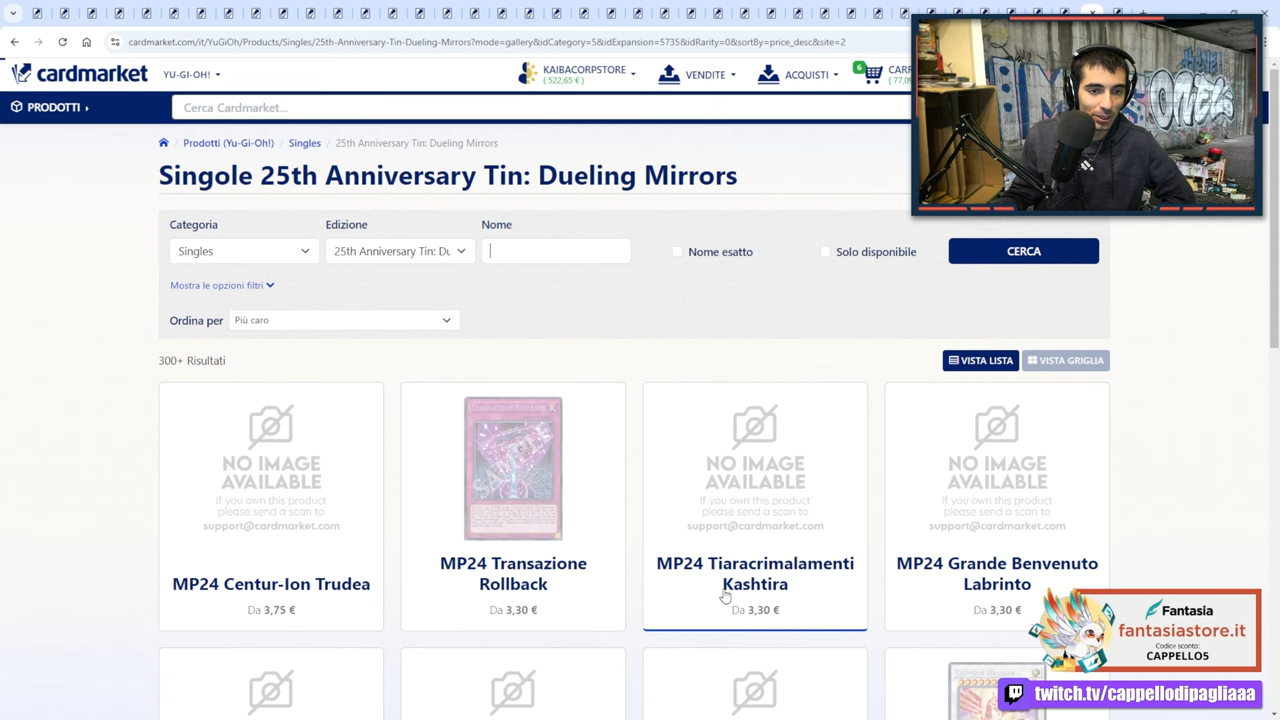 cardmarket.com/it/YuGiOh/Products/Singles/25th-Anniversary-Tin-Dueling-Mirrors?mode=gallery&idCategory=5&idExpansion=5735&idRarity=0&sortBy=price_desc&site=2
cardmarket
YU-GI-OH!
KAIBACORPSTORE
( 522,65 € )
VENDITE
ACQUISTI
6
PRODOTTI
Cerca Cardmarket...
Prodotti (Yu-Gi-Oh!)
Singles
25th Anniversary Tin: Dueling Mirrors
Singole 25th Anniversary Tin: Dueling Mirrors
Categoria
Edizione
Nome
Singles
25th Anniversary Tin: Du
Nome esatto
Solo disponibile
CERCA
Mostra le opzioni filtri
Ordina per
Più caro
300+ Risultati
VISTA LISTA
VISTA GRIGLIA
NO IMAGE
AVAILABLE
If you own this product
please send a scan to
support@cardmarket.com
MP24 Centur-Ion Trudea
Da 3,75 €
MP24 Transazione
Rollback
Da 3,30 €
NO IMAGE
AVAILABLE
If you own this product
please send a scan to
support@cardmarket.com
MP24 Tiaracrimalamenti
Kashtira
Da 3,30 €
NO IMAGE
AVAILABLE
If you own this product
please send a scan to
support@cardmarket.com
MP24 Grande Benvenuto
Labrinto
Da 3,30 €
Fantasia
fantasiastore.it
Codice sconto:
CAPPELLO5
twitch.tv/cappellodipagliaaa